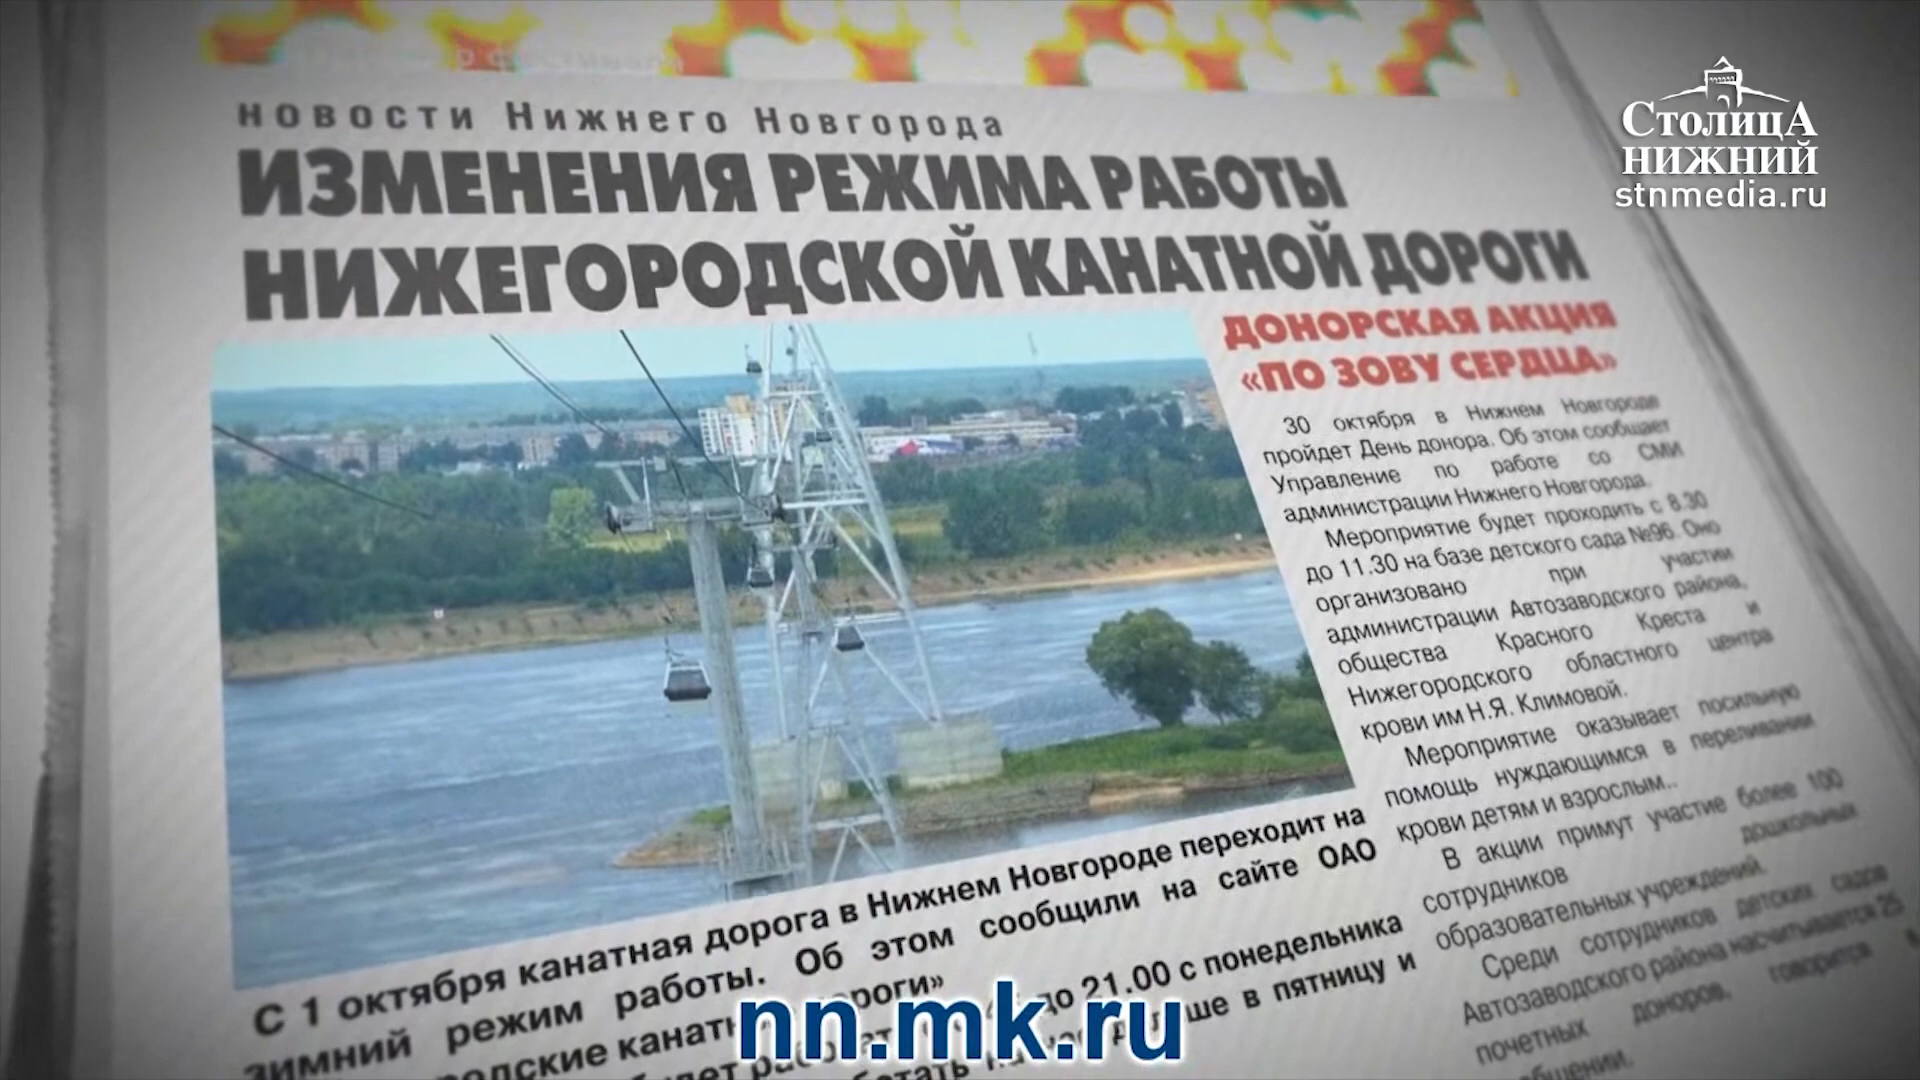 новости Нижнего Новгорода
ИЗМЕНЕНИЯ РЕЖИМА РАБОТЫ
НИЖЕГОРОДСКОЙ КАНАТНОЙ ДОРОГИ
СТОЛИЦА
НИЖНИЙ
stnmedia.ru
ДОНОРСКАЯ АКЦИЯ
«ПО ЗОВУ СЕРДЦА»
30 октября в Нижнем Новгороде
пройдет День донора. Об этом сообщает
Управление по работе со СМИ
администрации Нижнего Новгорода.
Мероприятие будет проходить с 8.30
до 11.30 на базе детского сада №96. Оно
организовано при участии
администрации Автозаводского района,
общества Красного Креста и
Нижегородского областного центра
крови им Н.Я. Климовой.
Мероприятие оказывает посильную
помощь нуждающимся в переливании
крови детям и взрослым..
В акции примут участие более 100
сотрудников дошкольных
образовательных учреждений.
Среди сотрудников детских садов
Автозаводского района насчитывается 25
почетных доноров, говорится в
С 1 октября канатная дорога в Нижнем Новгороде переходит на
зимний режим работы. Об этом сообщили на сайте ОАО
до 21.00 с понедельника
в пятницу и
nn.mk.ru